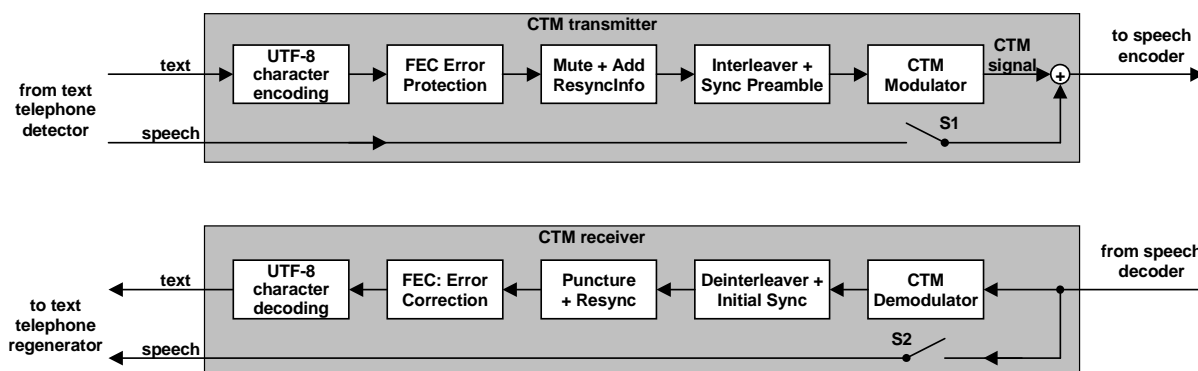 CTM transmitter
to speech
encoder
text
UTF-8
character
encoding
FEC Error
Protection
Mute + Add
ResyncInfo
Interleaver +
Sync Preamble
CTM
Modulator
CTM
signal
+
from text
telephone
detector
speech
S1
CTM receiver
from speech
decoder
text
UTF-8
character
decoding
FEC: Error
Correction
Puncture
+ Resync
Deinterleaver +
Initial Sync
CTM
Demodulator
to text
telephone
regenerator
speech
S2